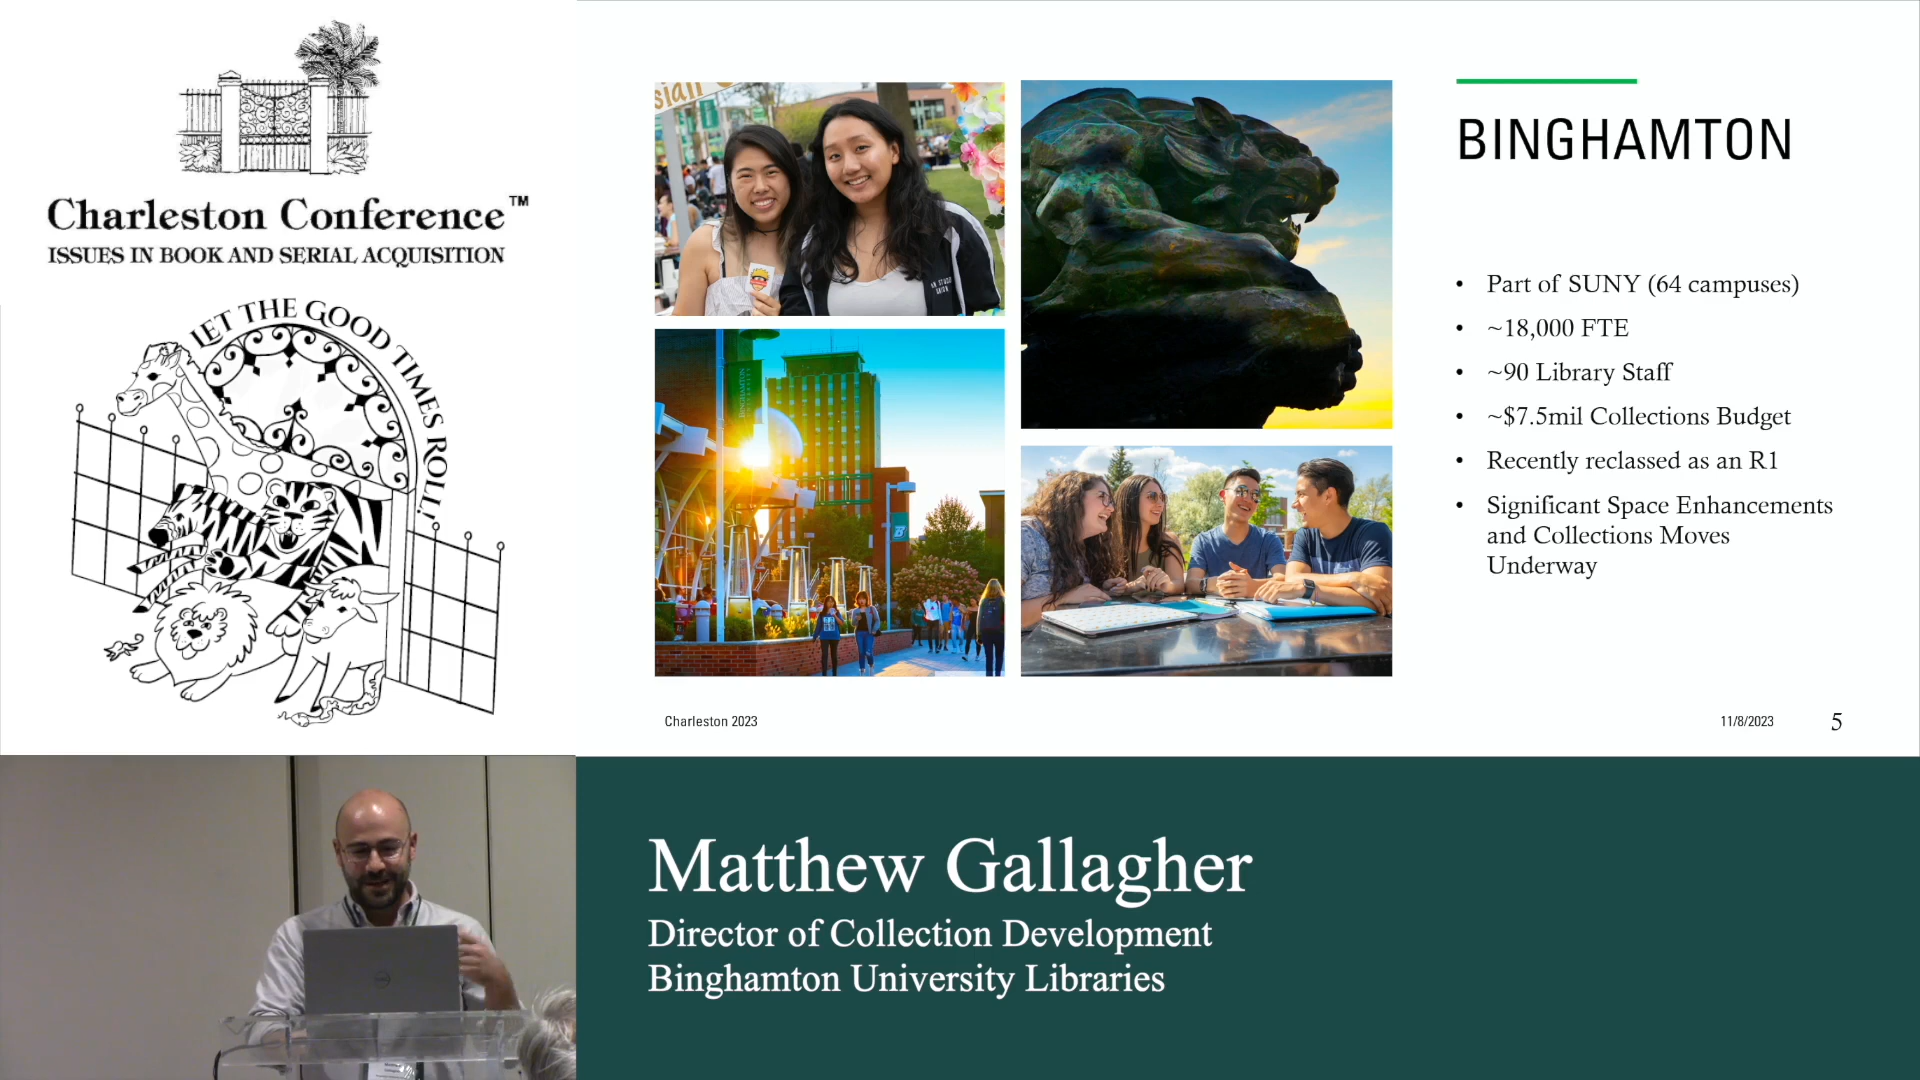 Charleston Conference™
ISSUES IN BOOK AND SERIAL ACQUISITION
LET THE GOOD TIMES ROLL!
BINGHAMTON
• Part of SUNY (64 campuses)
• ~18,000 FTE
• ~90 Library Staff
• ~$7.5mil Collections Budget
• Recently reclassed as an R1
• Significant Space Enhancements
and Collections Moves
Underway
Charleston 2023
11/8/2023
5
Matthew Gallagher
Director of Collection Development
Binghamton University Libraries